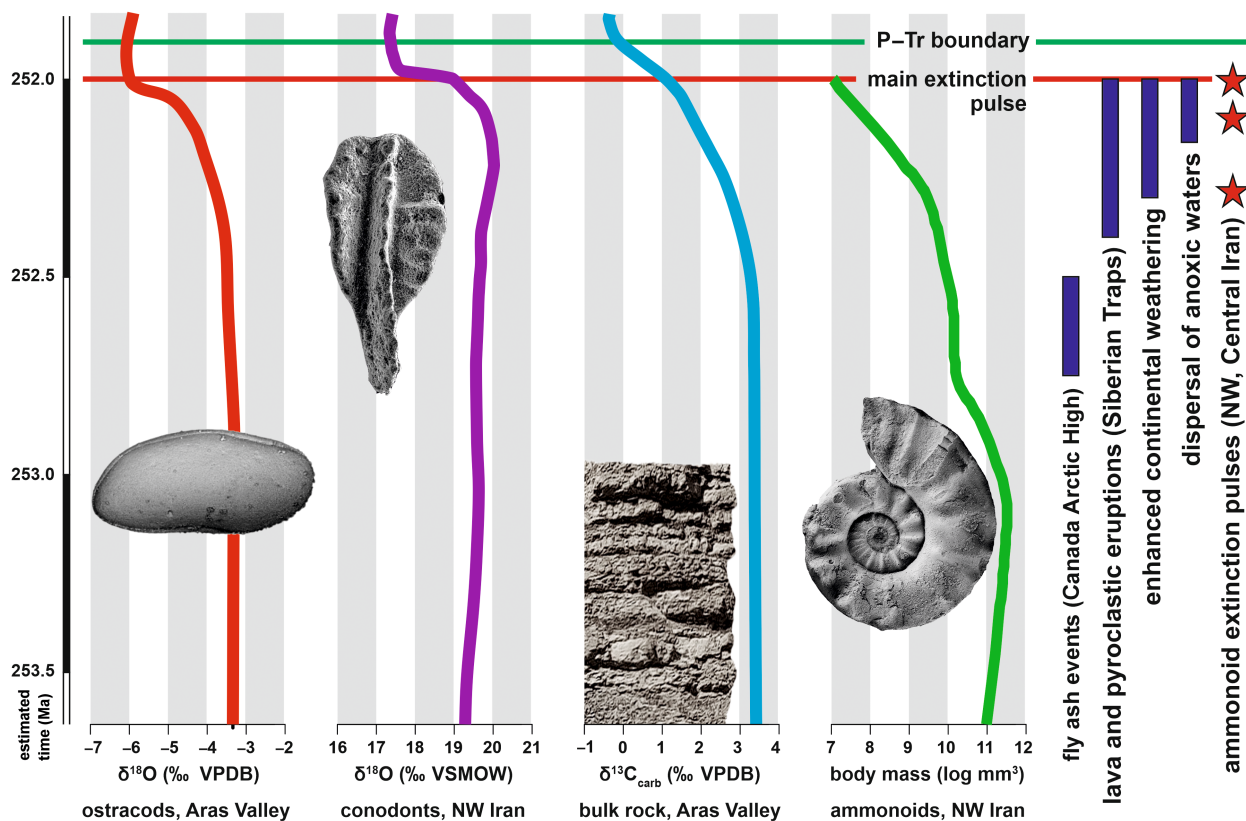 P–Tr boundary
252.0
main extinction
pulse
252.5
253.0
253.5
estimated
time (Ma)
–7 –6 –5 –4 –3 –2
δ¹⁸O (‰ VPDB)
ostracods, Aras Valley
16 17 18 19 20 21
δ¹⁸O (‰ VSMOW)
conodonts, NW Iran
–1 0 1 2 3 4
δ¹³C_carb (‰ VPDB)
bulk rock, Aras Valley
7 8 9 10 11 12
body mass (log mm³)
ammonoids, NW Iran
fly ash events (Canada Arctic High)
lava and pyroclastic eruptions (Siberian Traps)
enhanced continental weathering
dispersal of anoxic waters
ammonoid extinction pulses (NW, Central Iran)